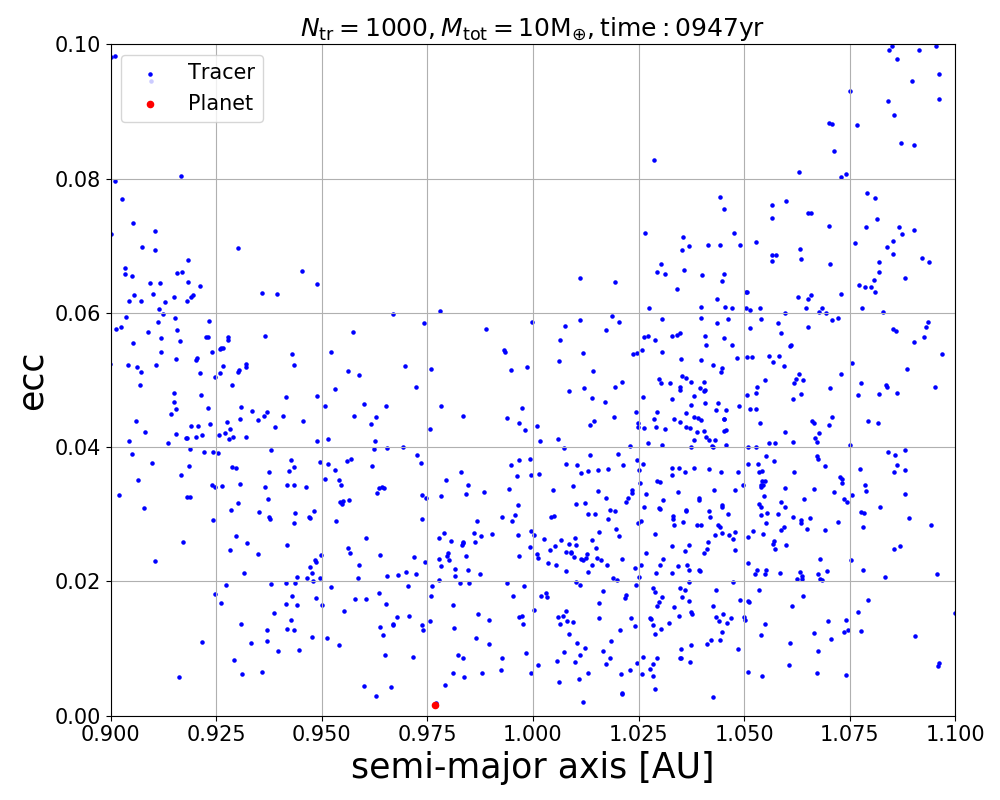 N_tr = 1000, M_tot = 10M_⊕, time : 0947yr
0.10
Tracer
Planet
0.08
0.06
ecc
0.04
0.02
0.00
0.900 0.925 0.950 0.975 1.000 1.025 1.050 1.075 1.100
semi-major axis [AU]